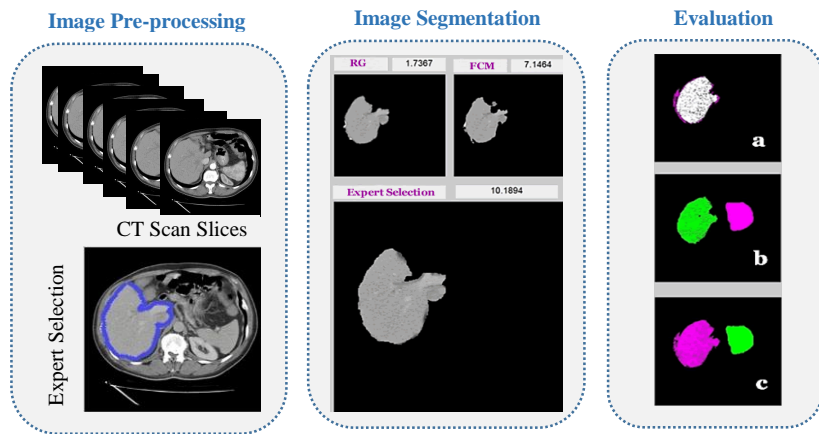 Image Pre-processing
CT Scan Slices
Expert Selection
Image Segmentation
RG 1.7367 FCM 7.1464
Expert Selection 10.1894
Evaluation
a
b
c